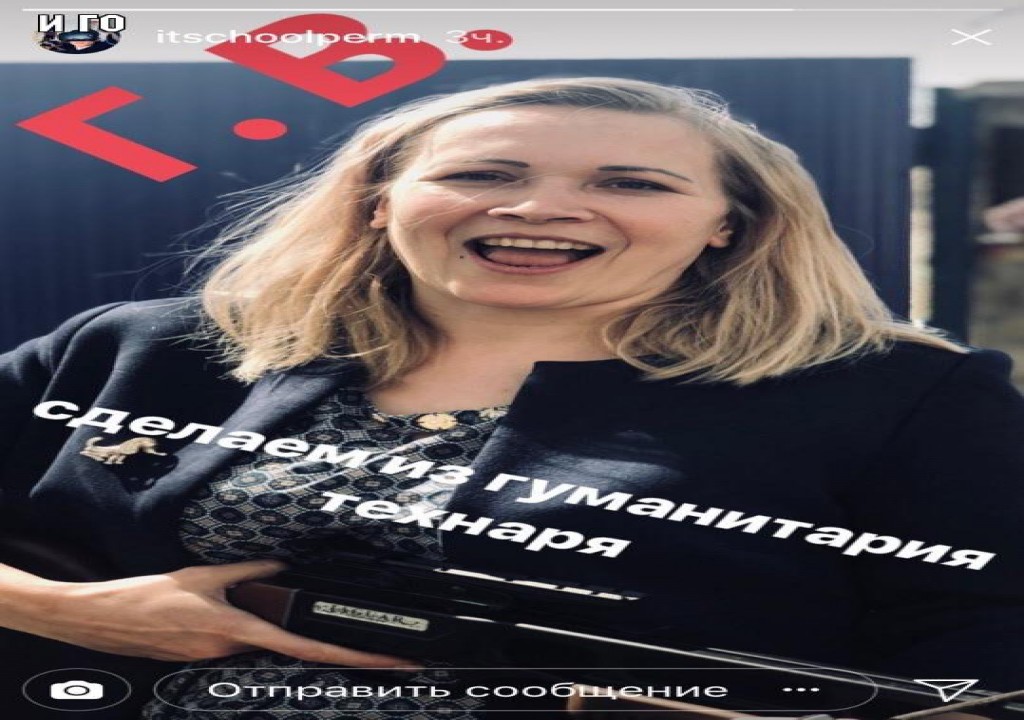 И ГО
itschoolperm 3ч.
Г.В.
сделаем из гуманитария
технаря
Отправить сообщение